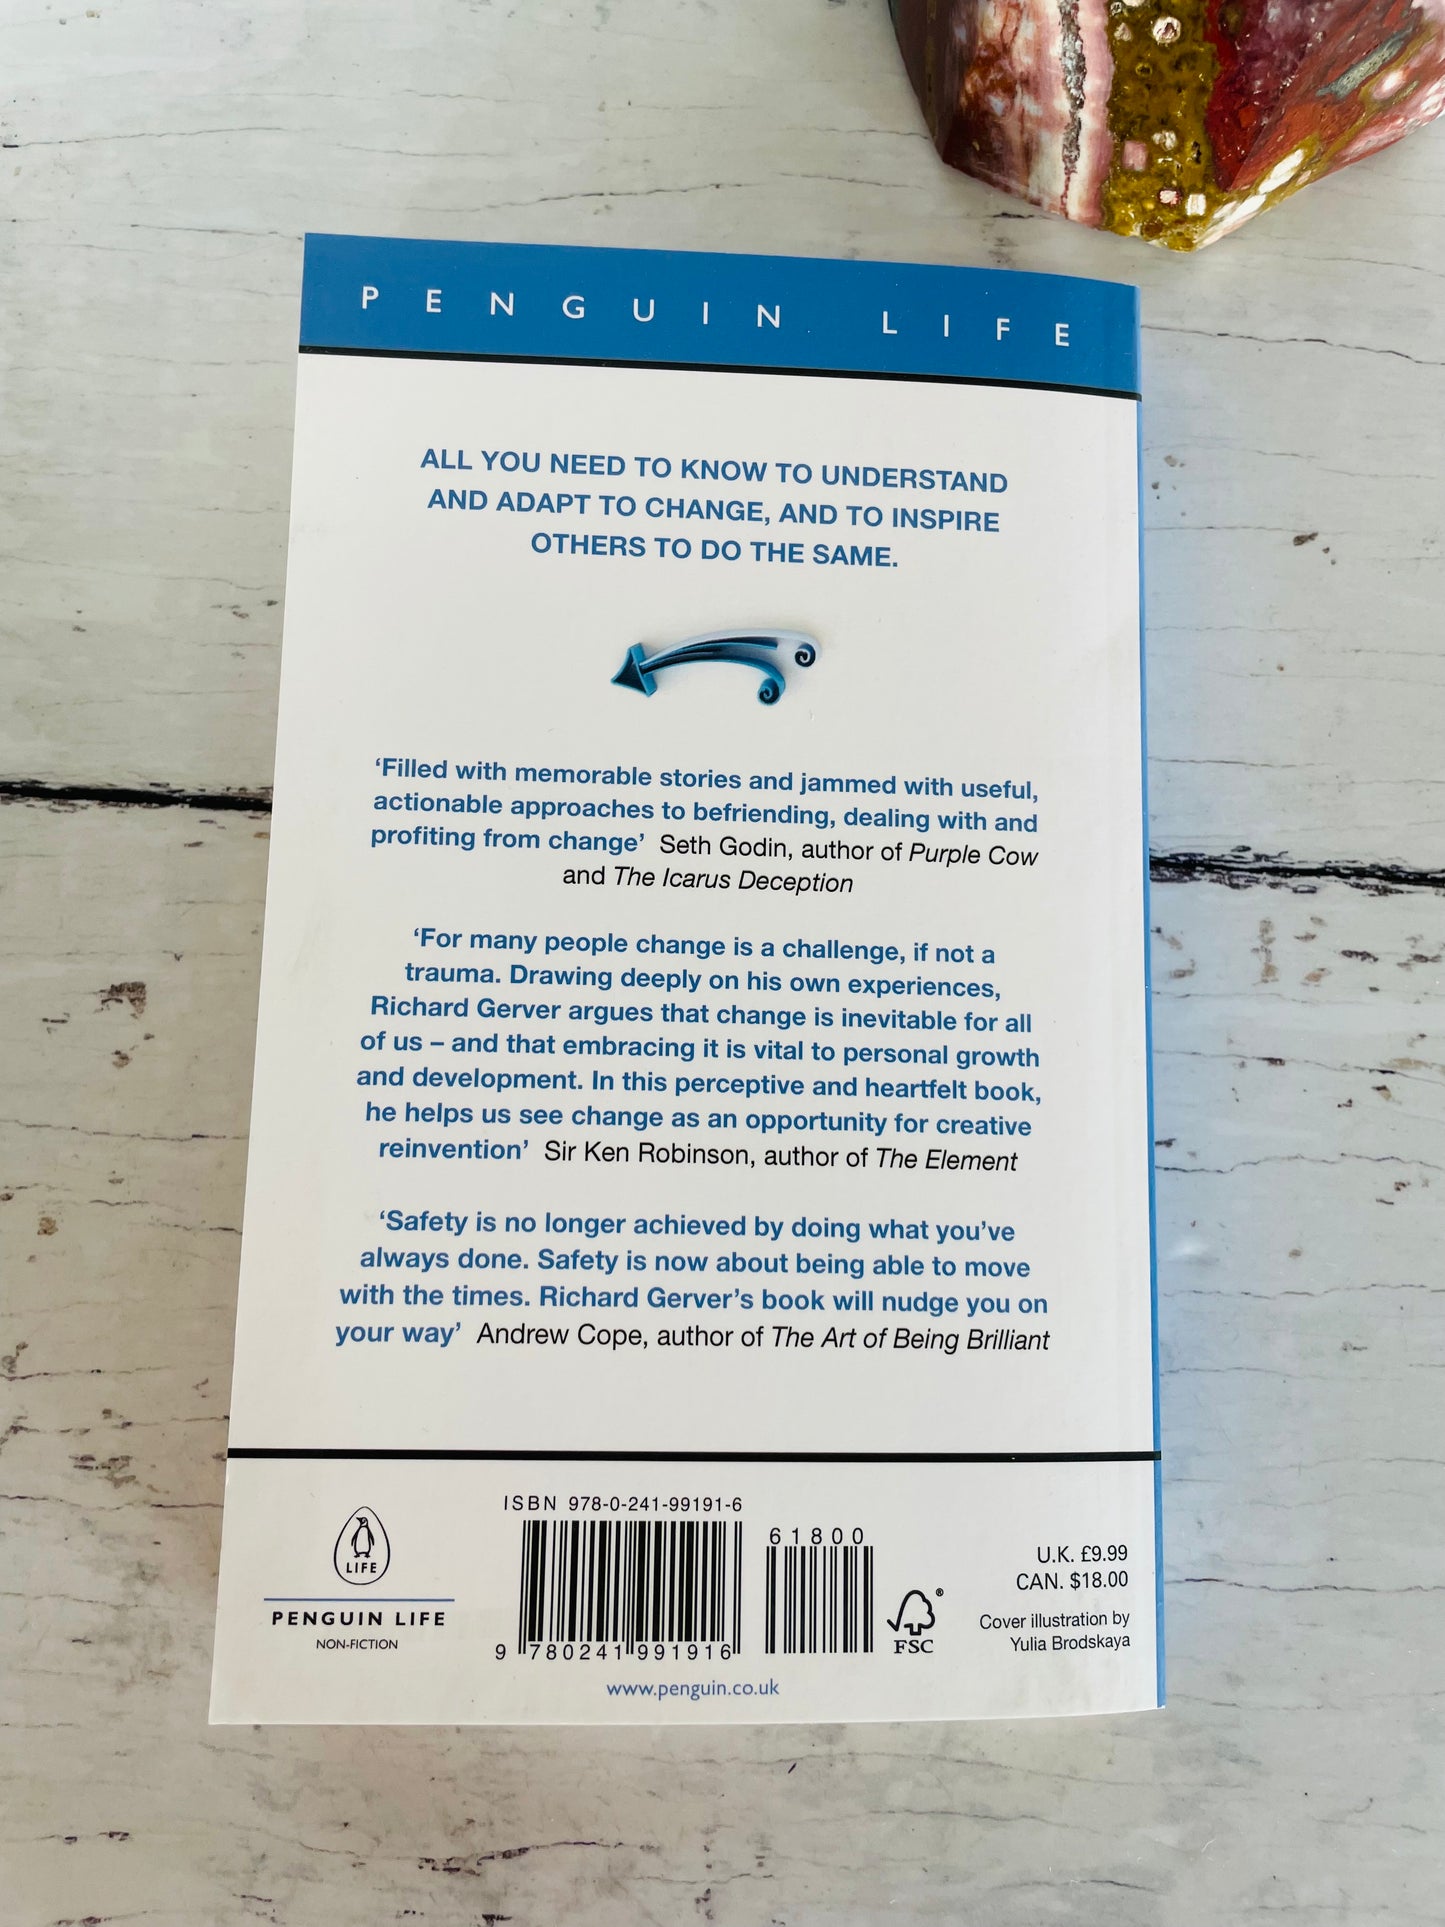 PENGUIN LIFE
ALL YOU NEED TO KNOW TO UNDERSTAND
AND ADAPT TO CHANGE, AND TO INSPIRE
OTHERS TO DO THE SAME.
‘Filled with memorable stories and jammed with useful,
actionable approaches to befriending, dealing with and
profiting from change’ Seth Godin, author of Purple Cow
and The Icarus Deception
‘For many people change is a challenge, if not a
trauma. Drawing deeply on his own experiences,
Richard Gerver argues that change is inevitable for all
of us – and that embracing it is vital to personal growth
and development. In this perceptive and heartfelt book,
he helps us see change as an opportunity for creative
reinvention’ Sir Ken Robinson, author of The Element
‘Safety is no longer achieved by doing what you’ve
always done. Safety is now about being able to move
with the times. Richard Gerver’s book will nudge you on
your way’ Andrew Cope, author of The Art of Being Brilliant
LIFE
PENGUIN LIFE
NON-FICTION
ISBN 978-0-241-99191-6
61800
9 780241 991916
www.penguin.co.uk
® 
FSC
U.K. £9.99
CAN. $18.00
Cover illustration by
Yulia Brodskaya